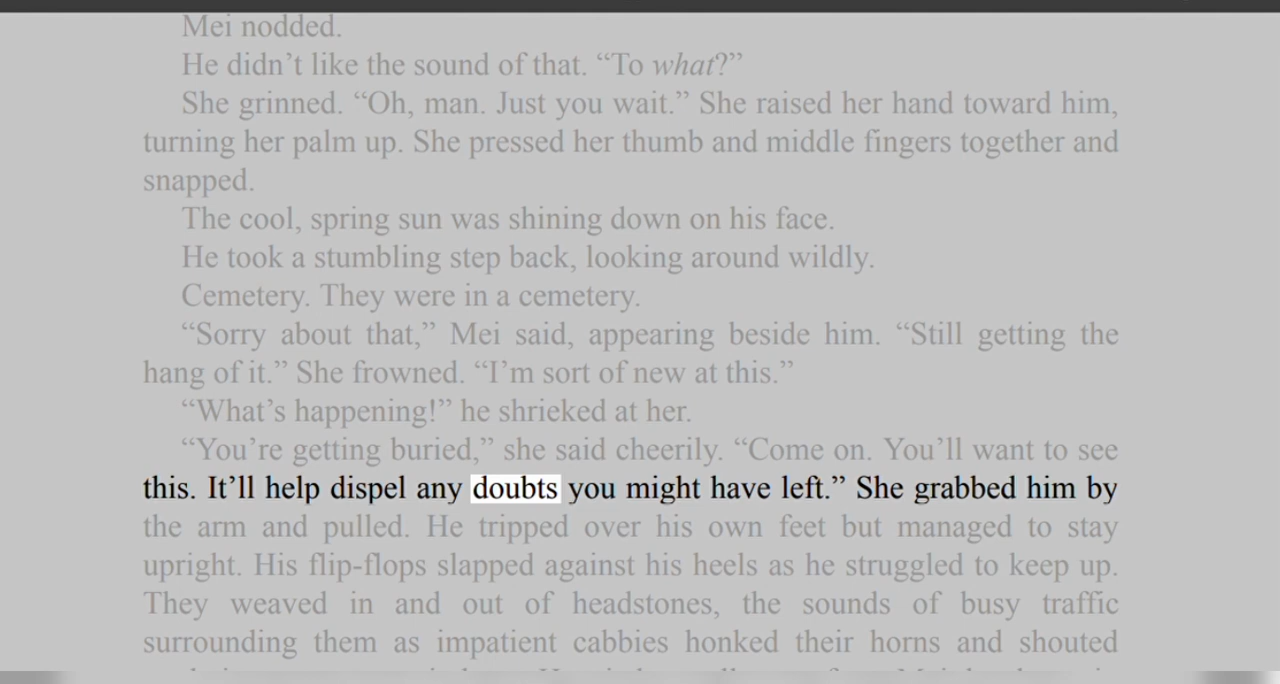 Mei nodded.
He didn’t like the sound of that. “To what?”
She grinned. “Oh, man. Just you wait.” She raised her hand toward him,
turning her palm up. She pressed her thumb and middle fingers together and
snapped.
The cool, spring sun was shining down on his face.
He took a stumbling step back, looking around wildly.
Cemetery. They were in a cemetery.
“Sorry about that,” Mei said, appearing beside him. “Still getting the
hang of it.” She frowned. “I’m sort of new at this.”
“What’s happening!” he shrieked at her.
“You’re getting buried,” she said cheerily. “Come on. You’ll want to see
this. It’ll help dispel any doubts you might have left.” She grabbed him by
the arm and pulled. He tripped over his own feet but managed to stay
upright. His flip-flops slapped against his heels as he struggled to keep up.
They weaved in and out of headstones, the sounds of busy traffic
surrounding them as impatient cabbies honked their horns and shouted